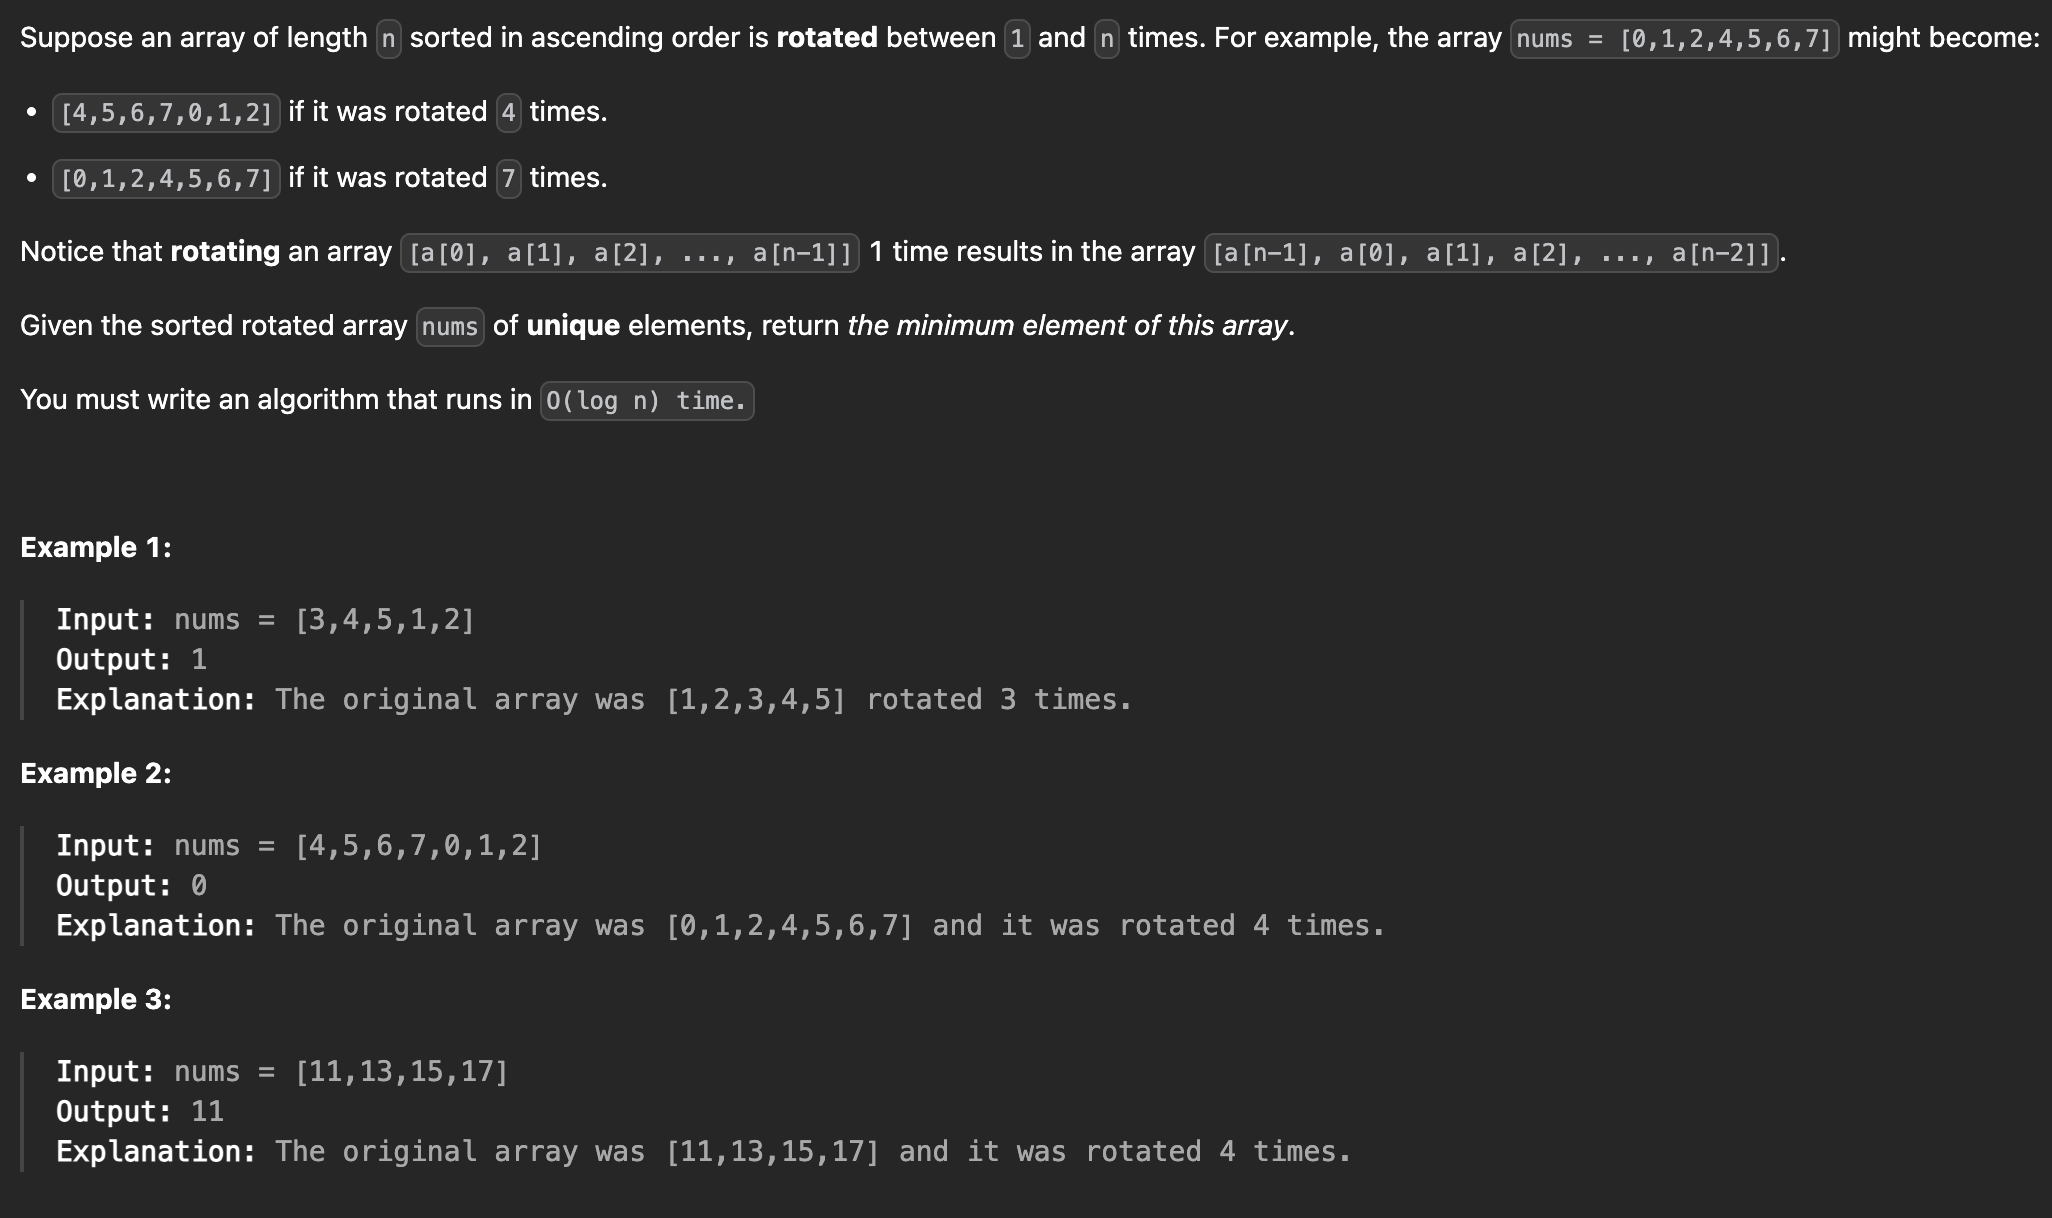 Suppose an array of length n sorted in ascending order is rotated between 1 and n times. For example, the array nums = [0,1,2,4,5,6,7] might become:
• [4,5,6,7,0,1,2] if it was rotated 4 times.
• [0,1,2,4,5,6,7] if it was rotated 7 times.
Notice that rotating an array [a[0], a[1], a[2], ..., a[n-1]] 1 time results in the array [a[n-1], a[0], a[1], a[2], ..., a[n-2]].
Given the sorted rotated array nums of unique elements, return the minimum element of this array.
You must write an algorithm that runs in O(log n) time.
Example 1:
Input: nums = [3,4,5,1,2]
Output: 1
Explanation: The original array was [1,2,3,4,5] rotated 3 times.
Example 2:
Input: nums = [4,5,6,7,0,1,2]
Output: 0
Explanation: The original array was [0,1,2,4,5,6,7] and it was rotated 4 times.
Example 3:
Input: nums = [11,13,15,17]
Output: 11
Explanation: The original array was [11,13,15,17] and it was rotated 4 times.